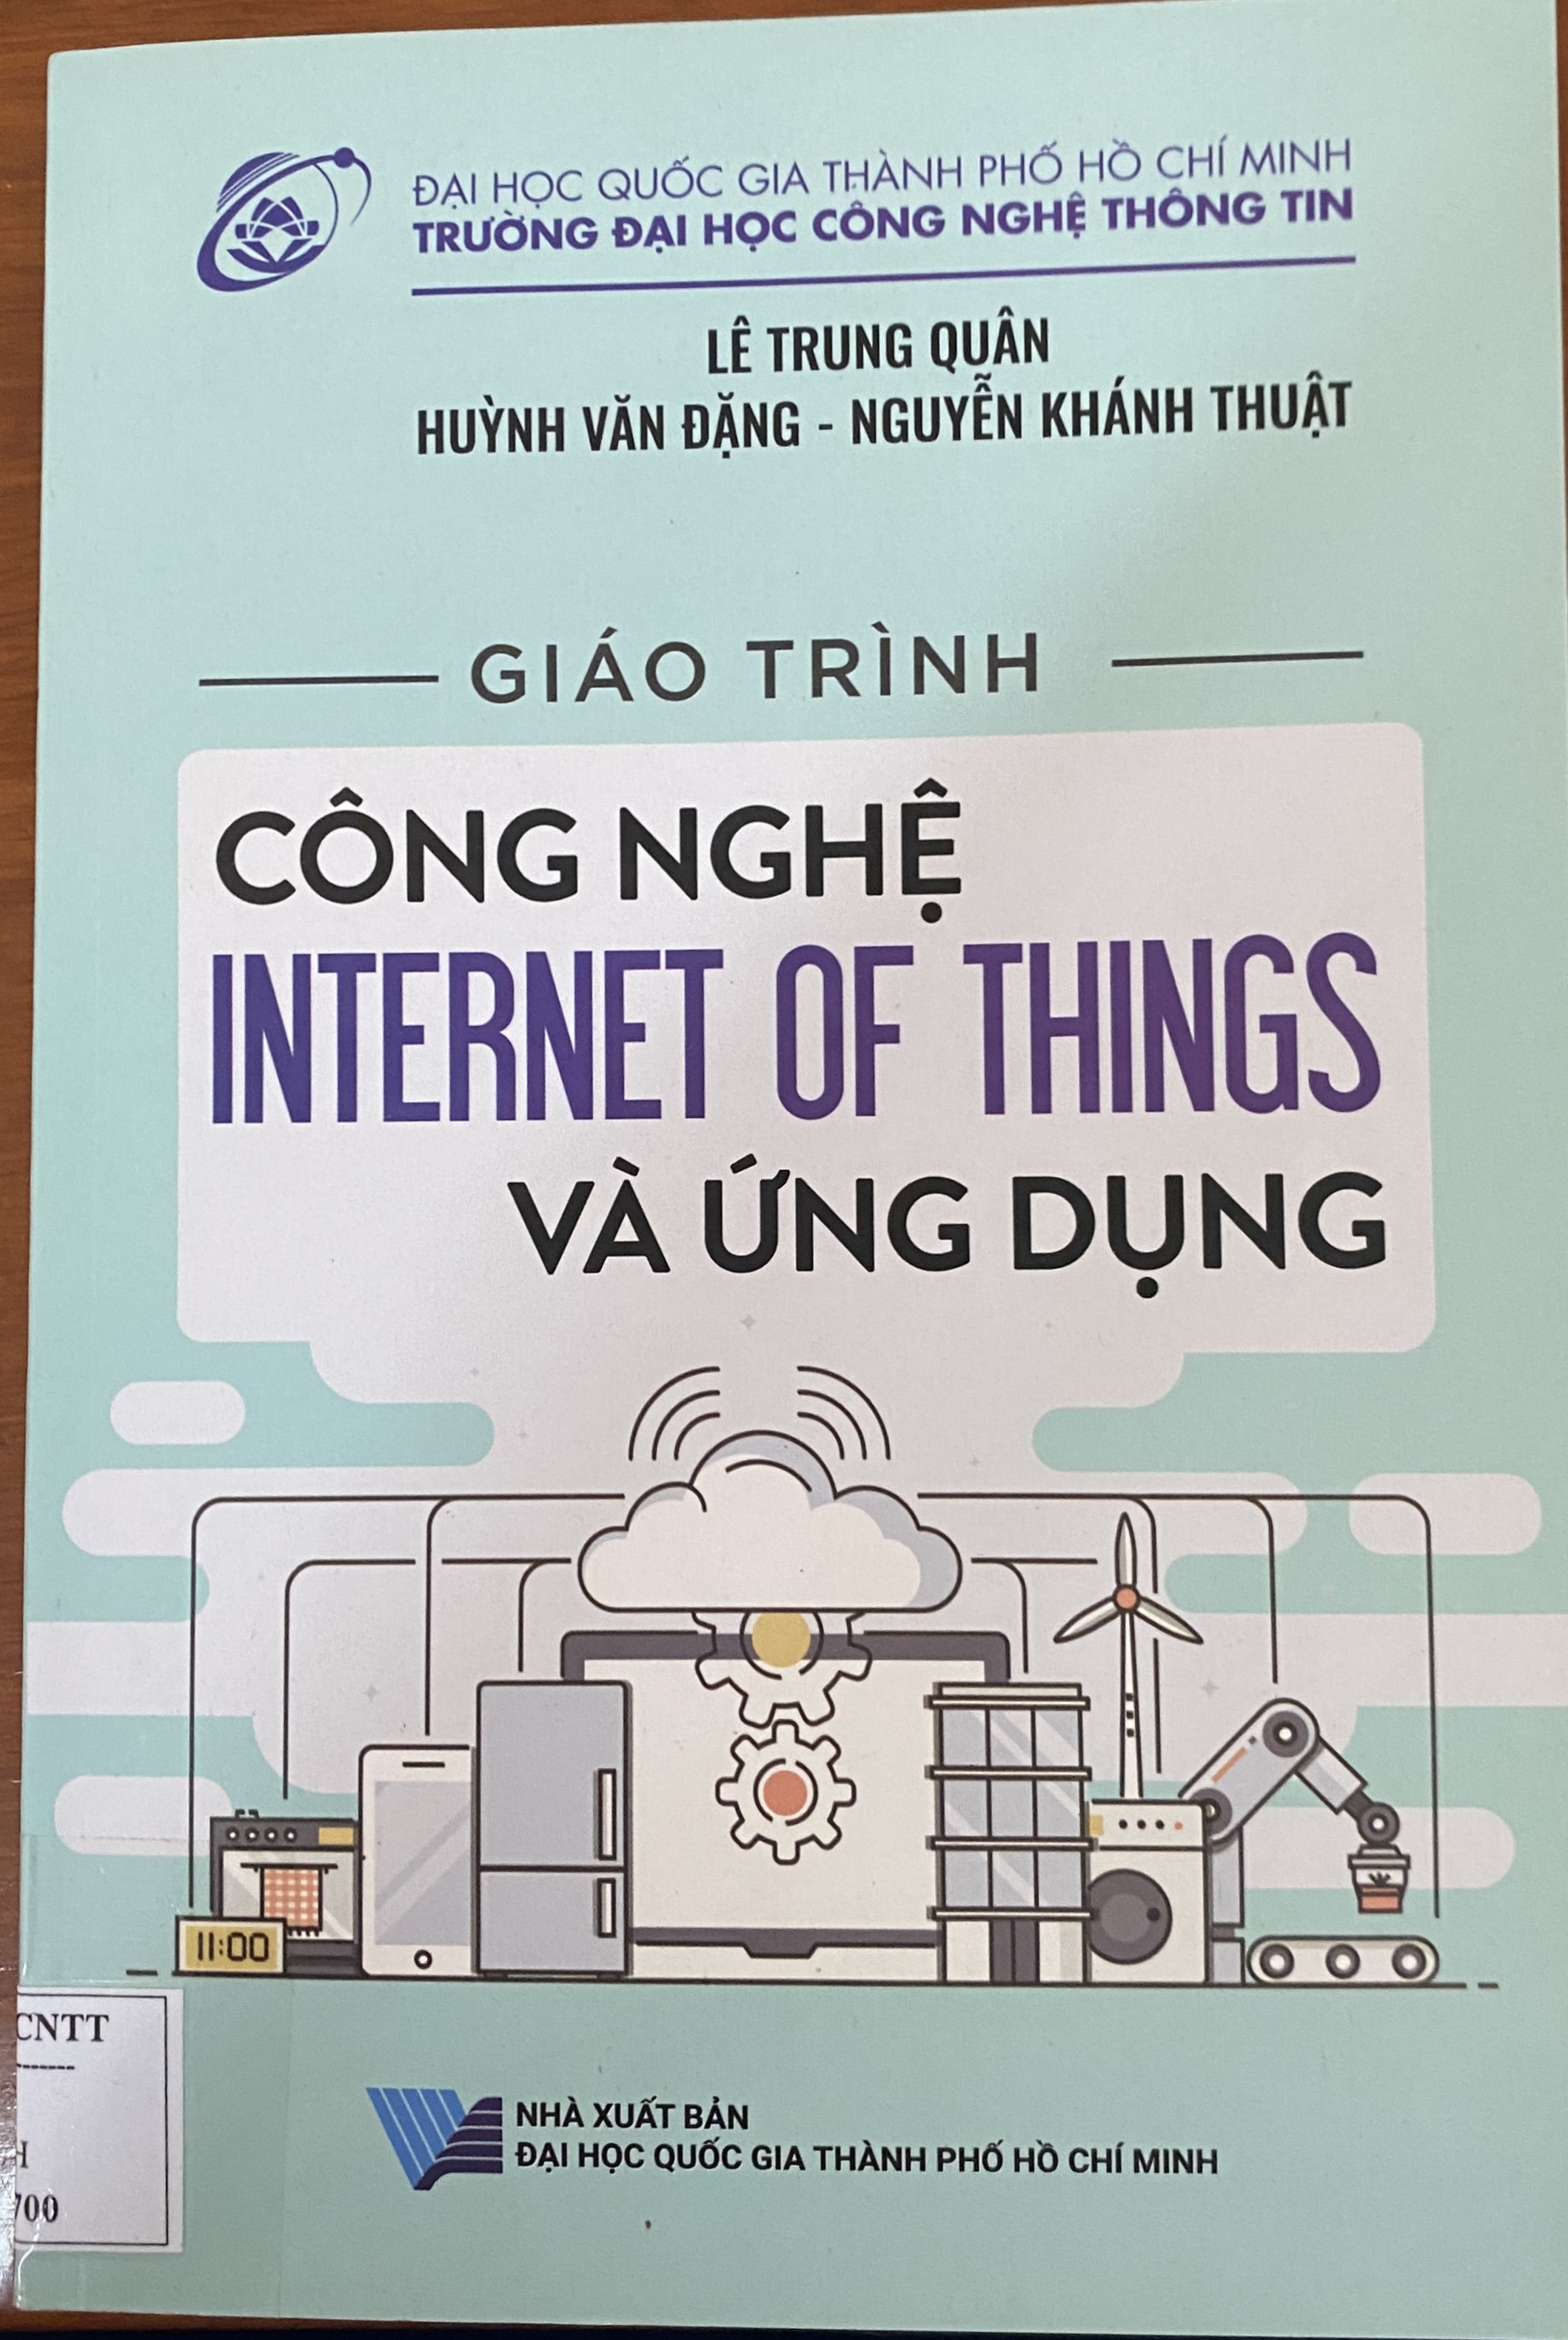 ĐẠI HỌC QUỐC GIA THÀNH PHỐ HỒ CHÍ MINH
TRƯỜNG ĐẠI HỌC CÔNG NGHỆ THÔNG TIN
LÊ TRUNG QUÂN
HUỲNH VĂN ĐẶNG - NGUYỄN KHÁNH THUẬT
GIÁO TRÌNH
CÔNG NGHỆ
INTERNET OF THINGS
VÀ ỨNG DỤNG
11:00
CNTT
NHÀ XUẤT BẢN
ĐẠI HỌC QUỐC GIA THÀNH PHỐ HỒ CHÍ MINH